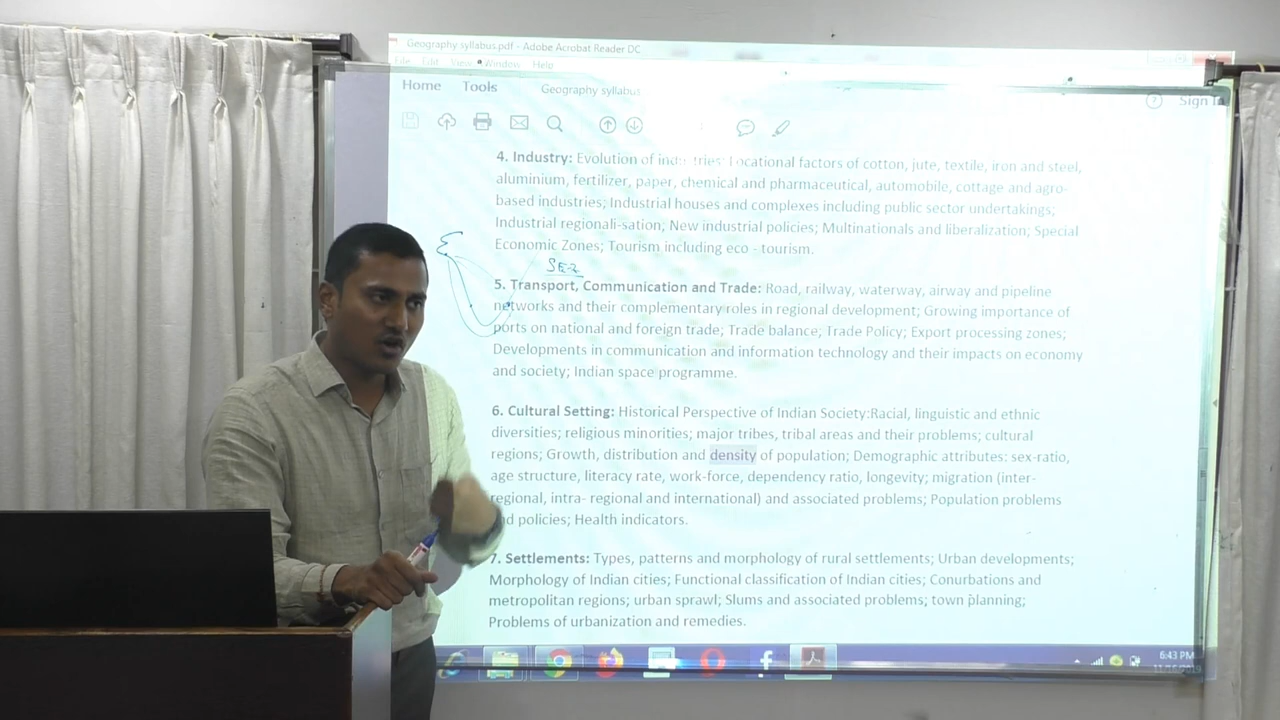 Geography syllabus.pdf - Adobe Acrobat Reader DC
File Edit View Window Help
Home Tools Geography syllabus
Sign In
4. Industry: Evolution of industries: Locational factors of cotton, jute, textile, iron and steel,
aluminium, fertilizer, paper, chemical and pharmaceutical, automobile, cottage and agro-
based industries; Industrial houses and complexes including public sector undertakings;
Industrial regionali-sation; New industrial policies; Multinationals and liberalization; Special
Economic Zones; Tourism including eco - tourism.
5. Transport, Communication and Trade: Road, railway, waterway, airway and pipeline
networks and their complementary roles in regional development; Growing importance of
ports on national and foreign trade; Trade balance; Trade Policy; Export processing zones;
Developments in communication and information technology and their impacts on economy
and society; Indian space programme.
6. Cultural Setting: Historical Perspective of Indian Society:Racial, linguistic and ethnic
diversities; religious minorities; major tribes, tribal areas and their problems; cultural
regions; Growth, distribution and density of population; Demographic attributes: sex-ratio,
age structure, literacy rate, work-force, dependency ratio, longevity; migration (inter-
regional, intra- regional and international) and associated problems; Population problems
and policies; Health indicators.
7. Settlements: Types, patterns and morphology of rural settlements; Urban developments;
Morphology of Indian cities; Functional classification of Indian cities; Conurbations and
metropolitan regions; urban sprawl; Slums and associated problems; town planning;
Problems of urbanization and remedies.
6:43 PM